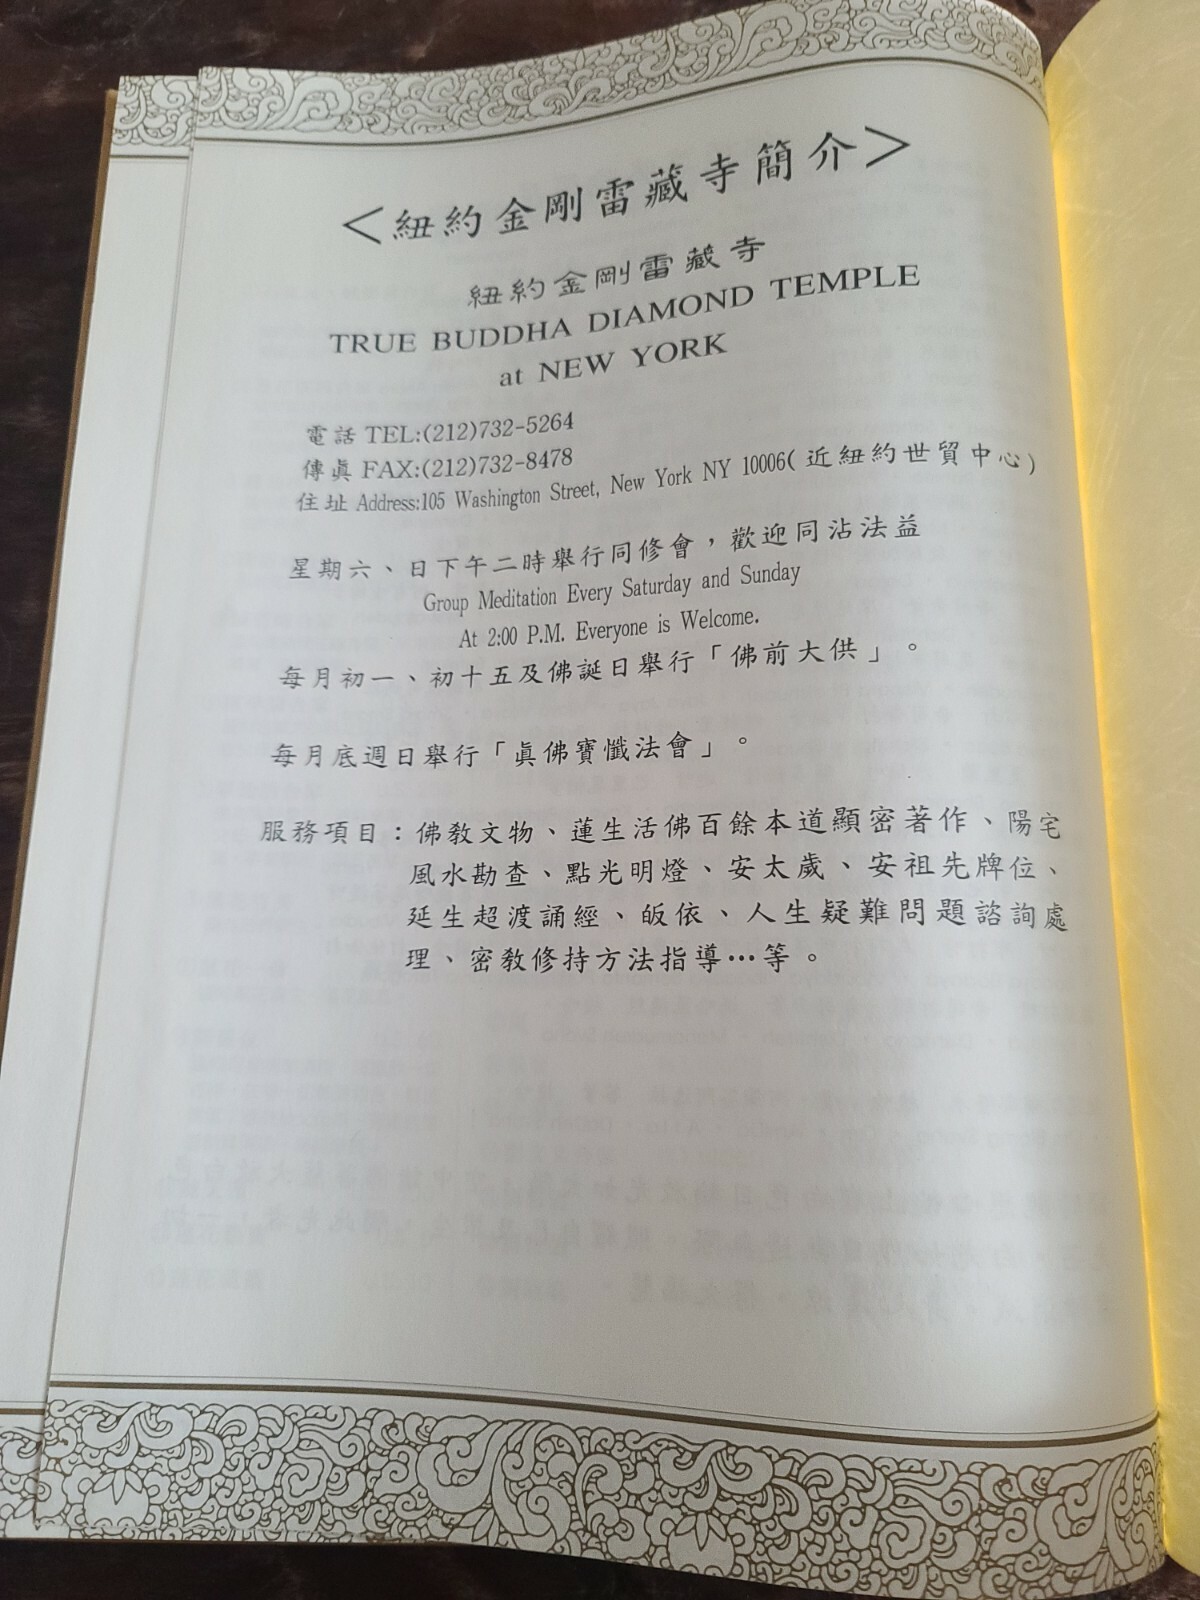 ＜紐約金剛雷藏寺簡介＞
紐約金剛雷藏寺
TRUE BUDDHA DIAMOND TEMPLE
at NEW YORK
電話 TEL:(212)732-5264
傳眞 FAX:(212)732-8478
住址 Address:105 Washington Street, New York NY 10006(近紐約世貿中心)
星期六、日下午二時舉行同修會，歡迎同沾法益
Group Meditation Every Saturday and Sunday
At 2:00 P.M. Everyone is Welcome.
每月初一、初十五及佛誕日舉行「佛前大供」。
每月底週日舉行「眞佛寶懺法會」。
服務項目：佛教文物、蓮生活佛百餘本道顯密著作、陽宅
風水勘查、點光明燈、安太歲、安祖先牌位、
延生超渡誦經、皈依、人生疑難問題諮詢處
理、密教修持方法指導…等。